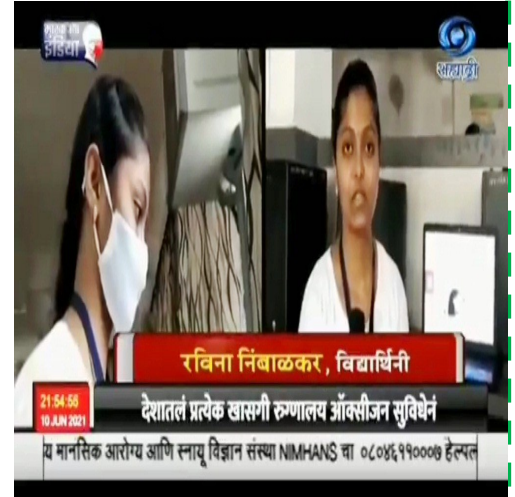 इंडिया
सह्याद्री
रविना निंबाळकर, विद्यार्थिनी
21:54:58
10 JUN 2021
देशातलं प्रत्येक खासगी रुग्णालय ऑक्सीजन सुविधेनं
य मानसिक आरोग्य आणि स्नायू विज्ञान संस्था NIMHANS चा ०८०४६११०००७ हेल्पल